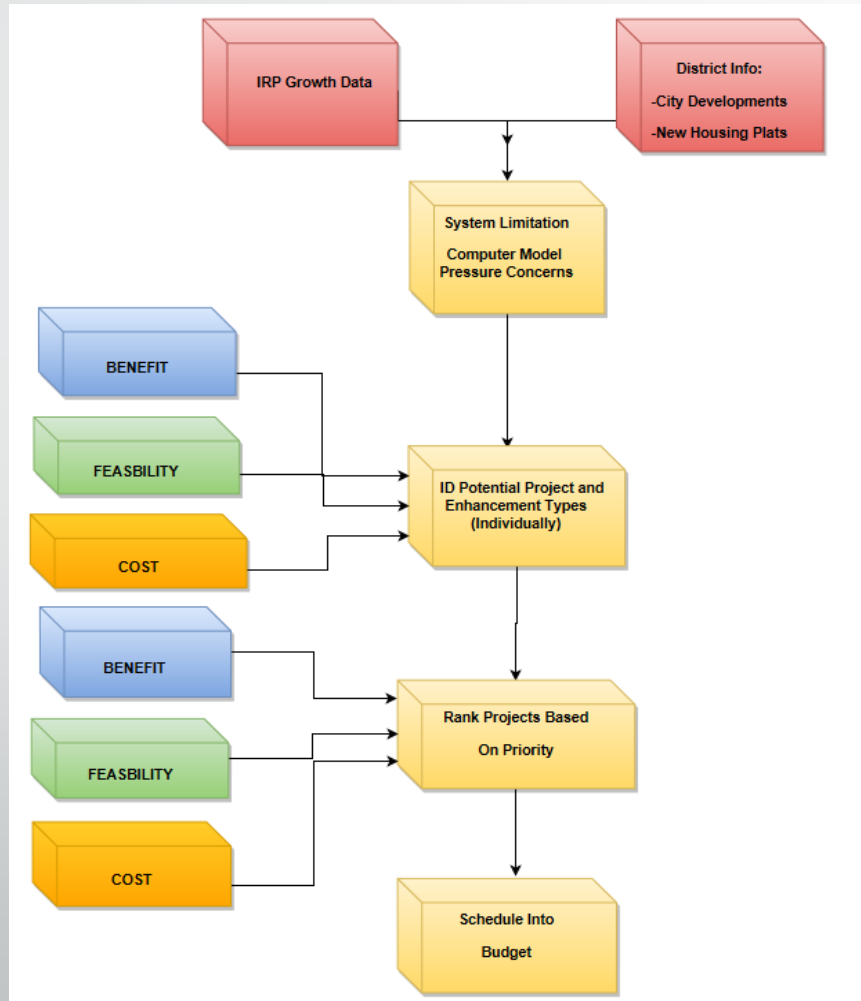 IRP Growth Data
District Info:
-City Developments
-New Housing Plats
System Limitation
Computer Model
Pressure Concerns
BENEFIT
FEASBILITY
COST
ID Potential Project and
Enhancement Types
(Individually)
BENEFIT
FEASBILITY
COST
Rank Projects Based
On Priority
Schedule Into
Budget